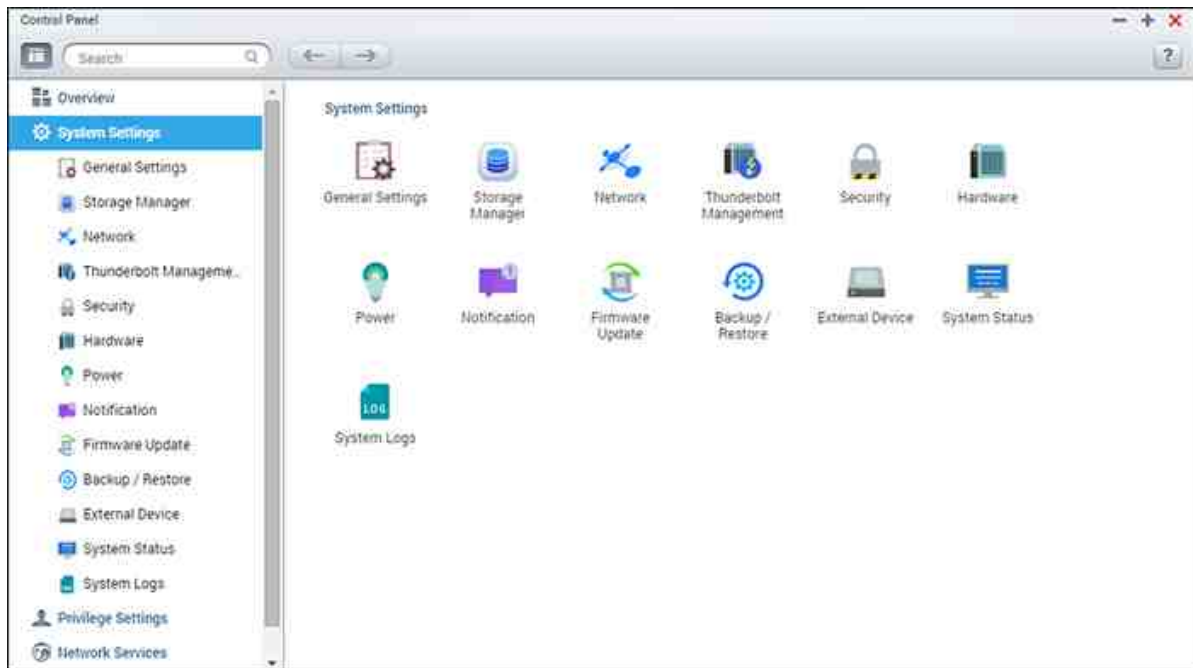 Control Panel
Search
?
Overview
System Settings
General Settings
Storage Manager
Network
Thunderbolt Manageme..
Security
Hardware
Power
Notification
Firmware Update
Backup / Restore
External Device
System Status
System Logs
Privilege Settings
Network Services
System Settings
General Settings
Storage
Manager
Network
Thunderbolt
Management
Security
Hardware
Power
Notification
Firmware
Update
Backup /
Restore
External Device
System Status
LOG
System Logs